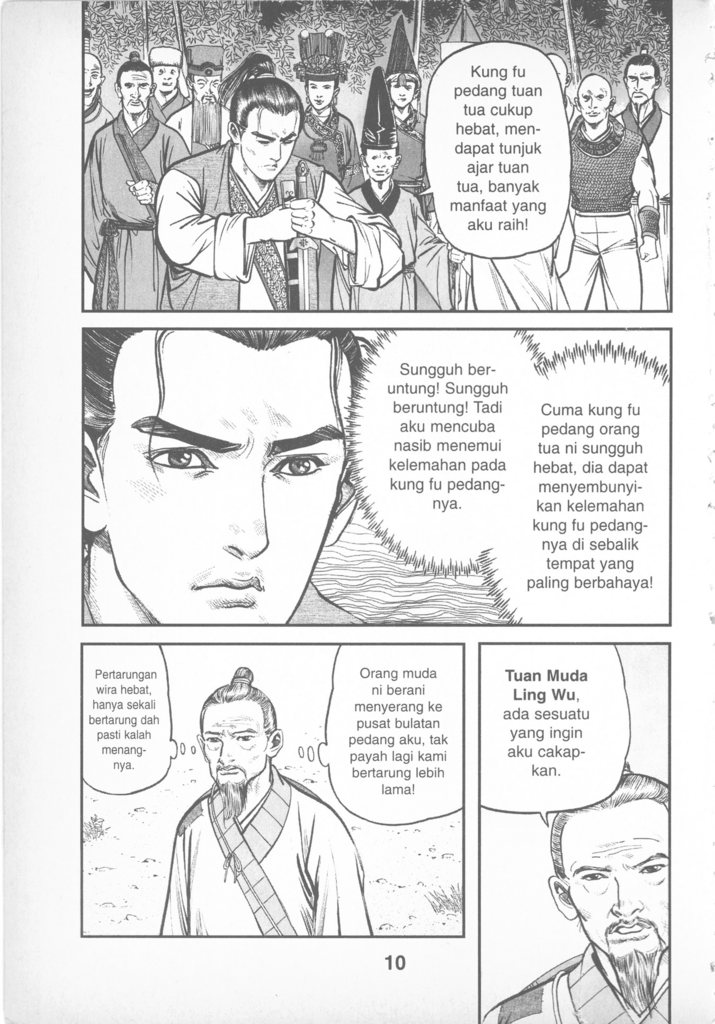 Kung fu
pedang tuan
tua cukup
hebat, men-
dapat tunjuk
ajar tuan
tua, banyak
manfaat yang
aku raih!
Sungguh ber-
untung! Sungguh
beruntung! Tadi
aku mencuba
nasib menemui
kelemahan pada
kung fu pedang-
nya.
Cuma kung fu
pedang orang
tua ni sungguh
hebat, dia dapat
menyembunyi-
kan kelemahan
kung fu pedang-
nya di sebalik
tempat yang
paling berbahaya!
Pertarungan
wira hebat,
hanya sekali
bertarung dah
pasti kalah
menang-
nya.
Orang muda
ni berani
menyerang ke
pusat bulatan
pedang aku, tak
payah lagi kami
bertarung lebih
lama!
Tuan Muda
Ling Wu,
ada sesuatu
yang ingin
aku cakap-
kan.
10